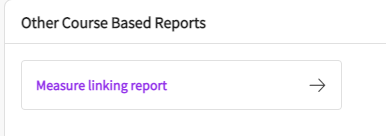 Other Course Based Reports
Measure linking report